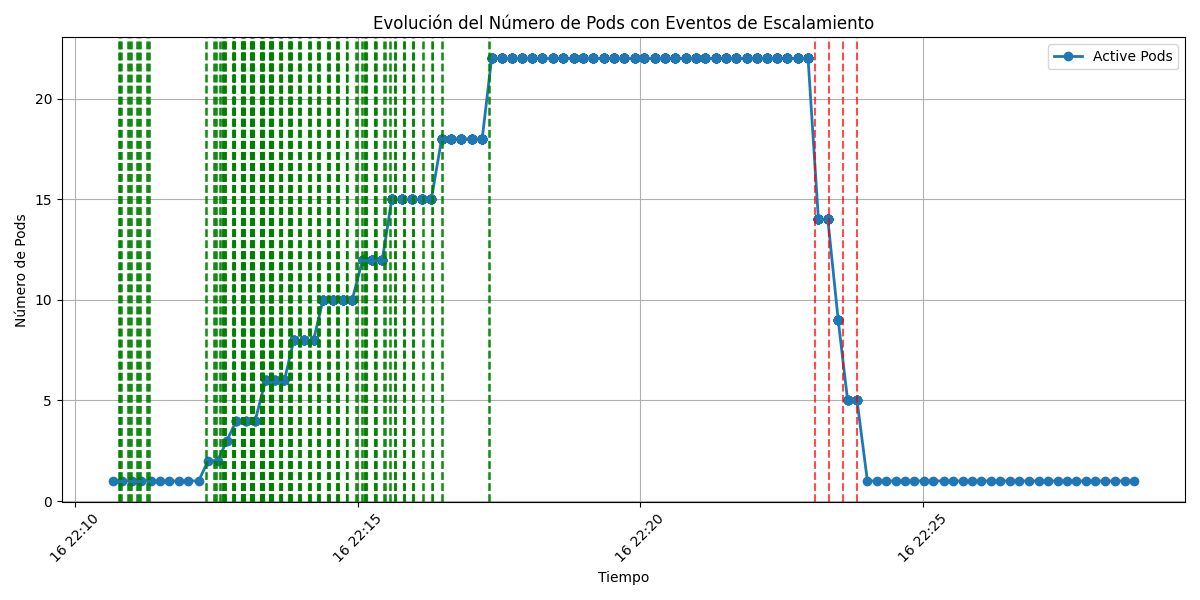 Evolución del Número de Pods con Eventos de Escalamiento
Active Pods
Número de Pods
20
15
10
5
0
16 22:10
16 22:15
16 22:20
16 22:25
Tiempo